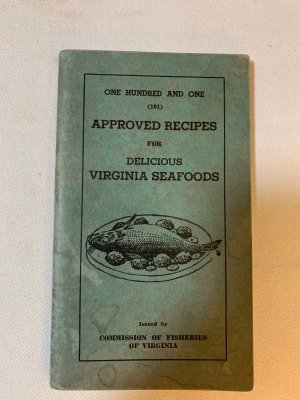 ONE HUNDRED AND ONE
(101)
APPROVED RECIPES
FOR
DELICIOUS
VIRGINIA SEAFOODS
Issued by
COMMISSION OF FISHERIES
OF VIRGINIA